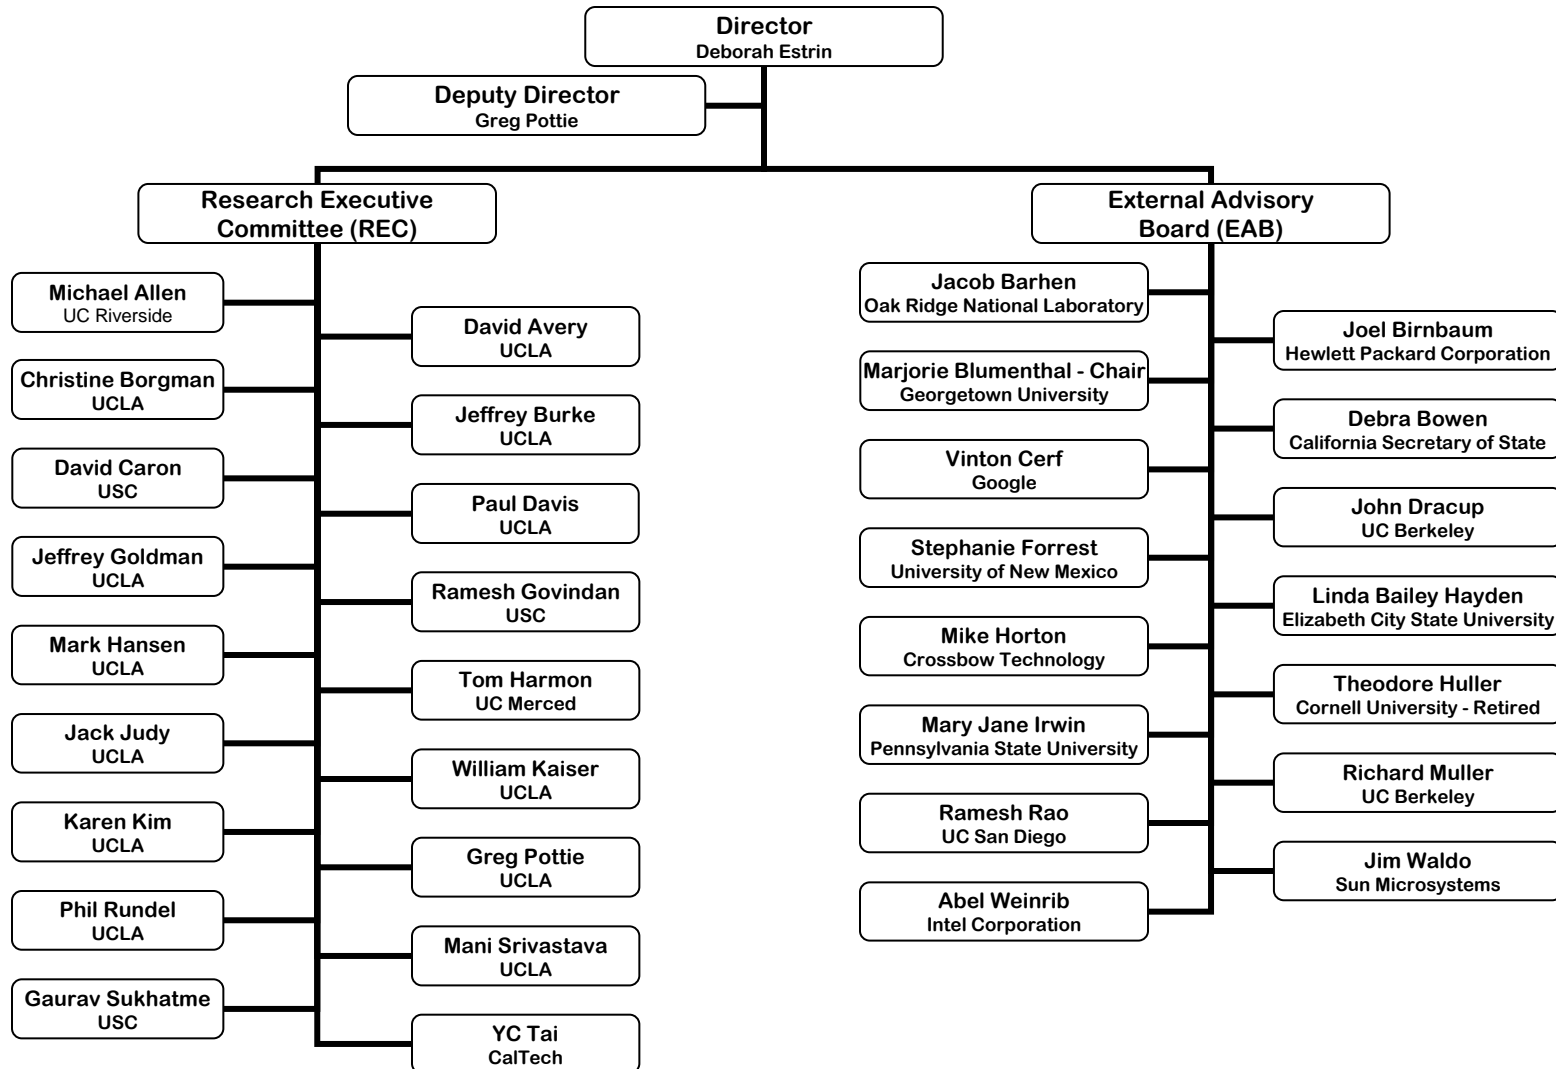 Director
Deborah Estrin
Deputy Director
Greg Pottie
Research Executive
Committee (REC)
External Advisory
Board (EAB)
Michael Allen
UC Riverside
David Avery
UCLA
Christine Borgman
UCLA
Jeffrey Burke
UCLA
David Caron
USC
Paul Davis
UCLA
Jeffrey Goldman
UCLA
Ramesh Govindan
USC
Mark Hansen
UCLA
Tom Harmon
UC Merced
Jack Judy
UCLA
William Kaiser
UCLA
Karen Kim
UCLA
Greg Pottie
UCLA
Phil Rundel
UCLA
Mani Srivastava
UCLA
Gaurav Sukhatme
USC
YC Tai
CalTech
Jacob Barhen
Oak Ridge National Laboratory
Joel Birnbaum
Hewlett Packard Corporation
Marjorie Blumenthal - Chair
Georgetown University
Debra Bowen
California Secretary of State
Vinton Cerf
Google
John Dracup
UC Berkeley
Stephanie Forrest
University of New Mexico
Linda Bailey Hayden
Elizabeth City State University
Mike Horton
Crossbow Technology
Theodore Huller
Cornell University - Retired
Mary Jane Irwin
Pennsylvania State University
Richard Muller
UC Berkeley
Ramesh Rao
UC San Diego
Jim Waldo
Sun Microsystems
Abel Weinrib
Intel Corporation